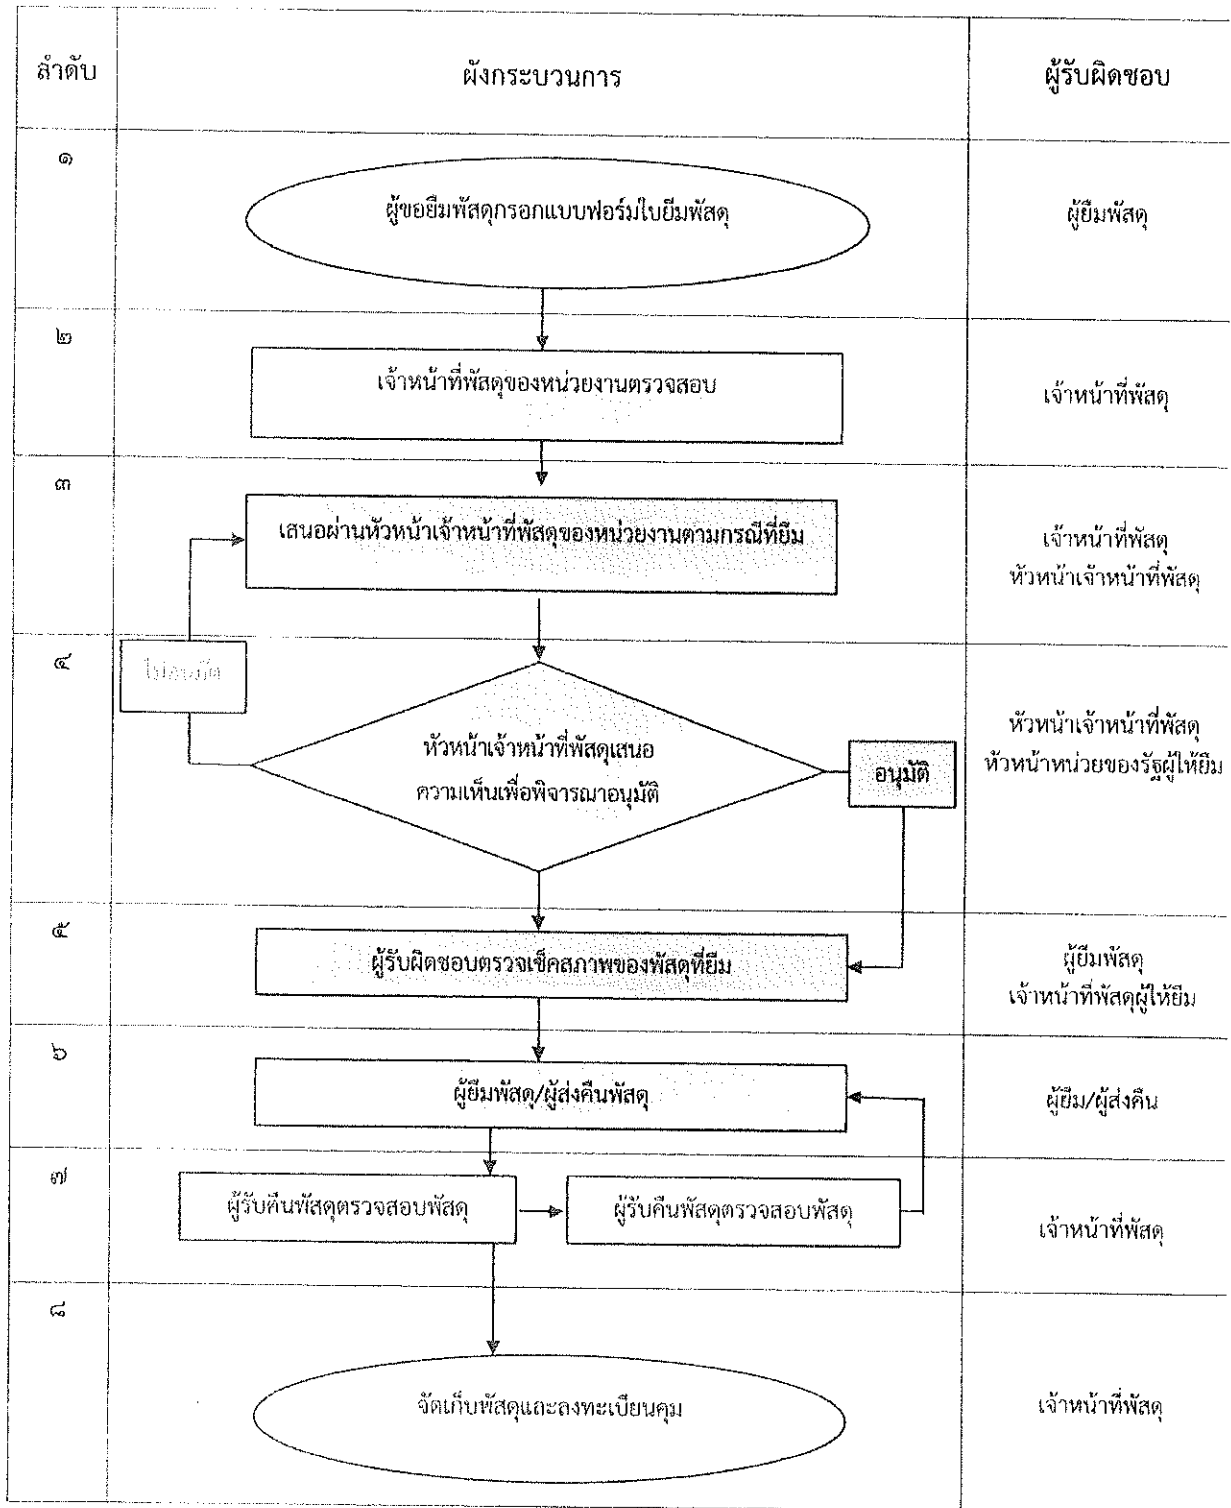 ลำดับ
ผังกระบวนการ
ผู้รับผิดชอบ
๑
ผู้ขอยืมพัสดุกรอกแบบฟอร์มใบยืมพัสดุ
ผู้ยืมพัสดุ
๒
เจ้าหน้าที่พัสดุของหน่วยงานตรวจสอบ
เจ้าหน้าที่พัสดุ
๓
เสนอผ่านหัวหน้าเจ้าหน้าที่พัสดุของหน่วยงานตามกรณีที่ยืม
เจ้าหน้าที่พัสดุ
หัวหน้าเจ้าหน้าที่พัสดุ
๔
ไม่อนุมัติ
หัวหน้าเจ้าหน้าที่พัสดุเสนอ
ความเห็นเพื่อพิจารณาอนุมัติ
อนุมัติ
หัวหน้าเจ้าหน้าที่พัสดุ
หัวหน้าหน่วยของรัฐผู้ให้ยืม
๕
ผู้รับผิดชอบตรวจเช็คสภาพของพัสดุที่ยืม
ผู้ยืมพัสดุ
เจ้าหน้าที่พัสดุผู้ให้ยืม
๖
ผู้ยืมพัสดุ/ผู้ส่งคืนพัสดุ
ผู้ยืม/ผู้ส่งคืน
๗
ผู้รับคืนพัสดุตรวจสอบพัสดุ
ผู้รับคืนพัสดุตรวจสอบพัสดุ
เจ้าหน้าที่พัสดุ
๘
จัดเก็บพัสดุและลงทะเบียนคุม
เจ้าหน้าที่พัสดุ